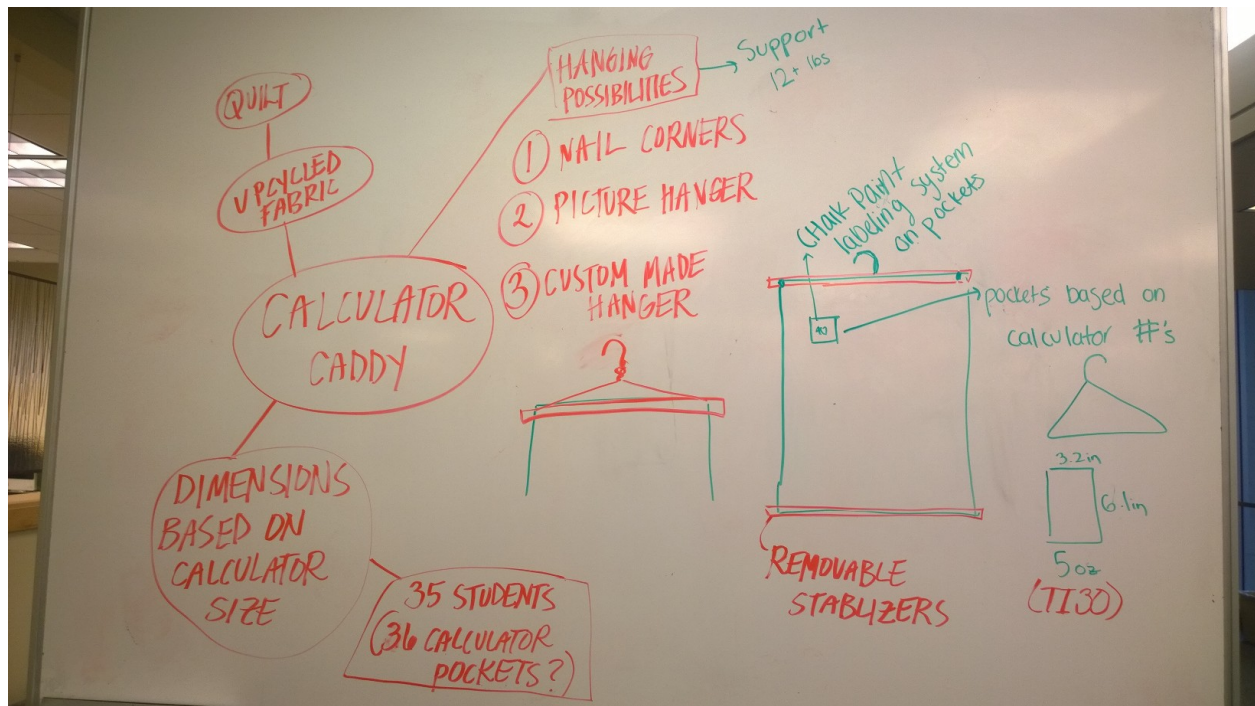 QUILT
UPCYCLED
FABRIC
CALCULATOR
CADDY
DIMENSIONS
BASED ON
CALCULATOR
SIZE
35 STUDENTS
(36 CALCULATOR
POCKETS?)
HANGING
POSSIBILITIES
Support
12+ lbs
1 NAIL CORNERS
2 PICTURE HANGER
3 CUSTOM MADE
HANGER
CHalk Paint
labeling system
on pockets
pockets based on
calculator #'s
REMOVABLE
STABLIZERS
3.2in
6.1in
5 oz
(TI30)